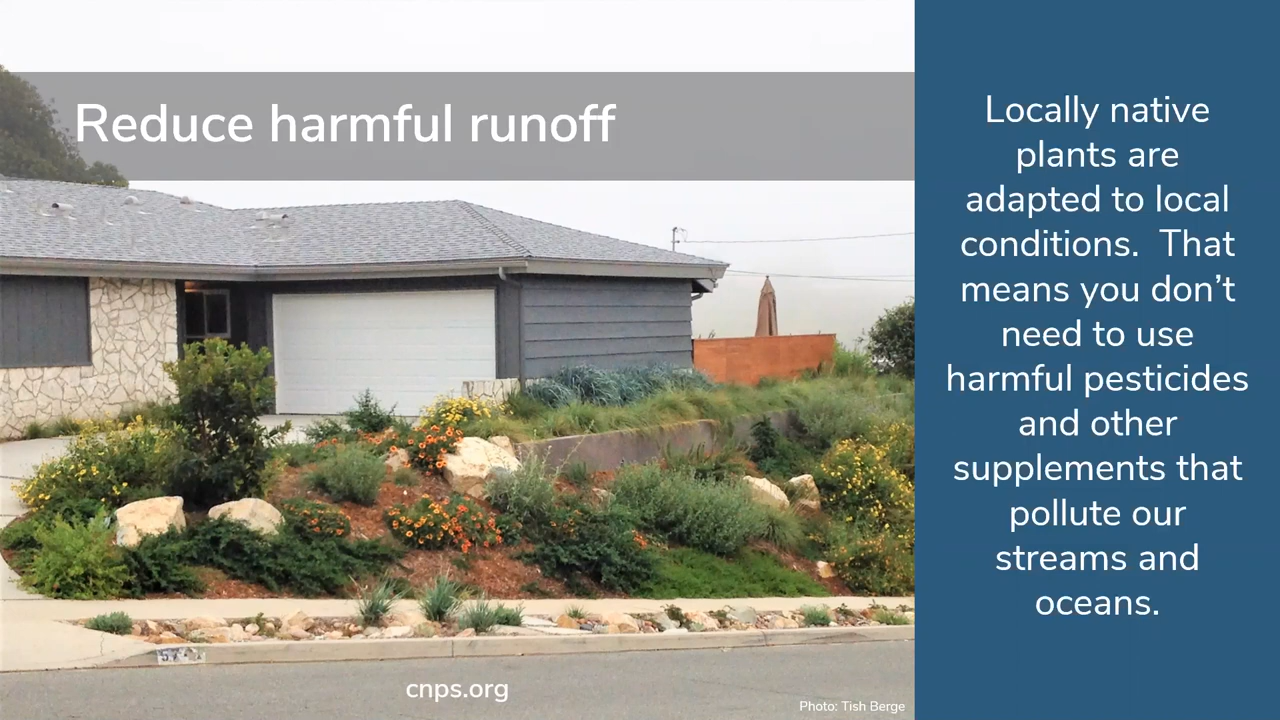 Reduce harmful runoff
Locally native
plants are
adapted to local
conditions.  That
means you don’t
need to use
harmful pesticides
and other
supplements that
pollute our
streams and
oceans.
cnps.org
Photo: Tish Berge